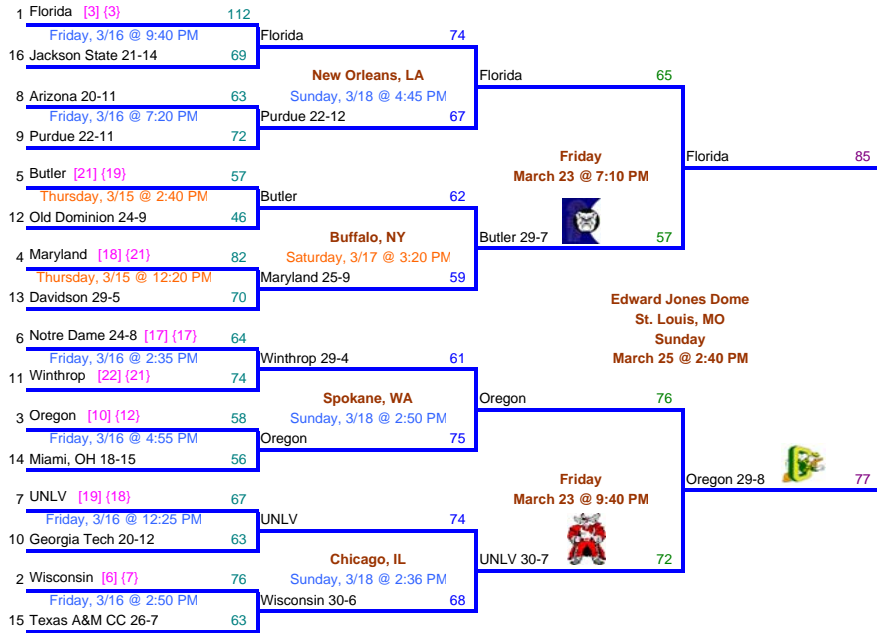 1 Florida [3] {3} 112
Friday, 3/16 @ 9:40 PM
16 Jackson State 21-14 69
8 Arizona 20-11 63
Friday, 3/16 @ 7:20 PM
9 Purdue 22-11 72
5 Butler [21] {19} 57
Thursday, 3/15 @ 2:40 PM
12 Old Dominion 24-9 46
4 Maryland [18] {21} 82
Thursday, 3/15 @ 12:20 PM
13 Davidson 29-5 70
6 Notre Dame 24-8 [17] {17} 64
Friday, 3/16 @ 2:35 PM
11 Winthrop [22] {21} 74
3 Oregon [10] {12} 58
Friday, 3/16 @ 4:55 PM
14 Miami, OH 18-15 56
7 UNLV [19] {18} 67
Friday, 3/16 @ 12:25 PM
10 Georgia Tech 20-12 63
2 Wisconsin [6] {7} 76
Friday, 3/16 @ 2:50 PM
15 Texas A&M CC 26-7 63
Florida 74
New Orleans, LA
Sunday, 3/18 @ 4:45 PM
Purdue 22-12 67
Butler 62
Buffalo, NY
Saturday, 3/17 @ 3:20 PM
Maryland 25-9 59
Winthrop 29-4 61
Spokane, WA
Sunday, 3/18 @ 2:50 PM
Oregon 75
UNLV 74
Chicago, IL
Sunday, 3/18 @ 2:36 PM
Wisconsin 30-6 68
Florida 65
Friday
March 23 @ 7:10 PM
Butler 29-7 57
Oregon 76
Friday
March 23 @ 9:40 PM
UNLV 30-7 72
Florida 85
Edward Jones Dome
St. Louis, MO
Sunday
March 25 @ 2:40 PM
Oregon 29-8 77